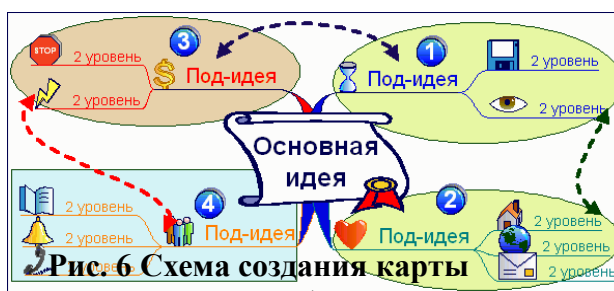 STOP
2 уровень
2 уровень
3
$ Под-идея
1
Под-идея
2 уровень
2 уровень
Основная
идея
4
Под-идея
2 уровень
2 уровень
2 уровень
2
Под-идея
2 уровень
2 уровень
2 уровень
Рис. 6 Схема создания карты